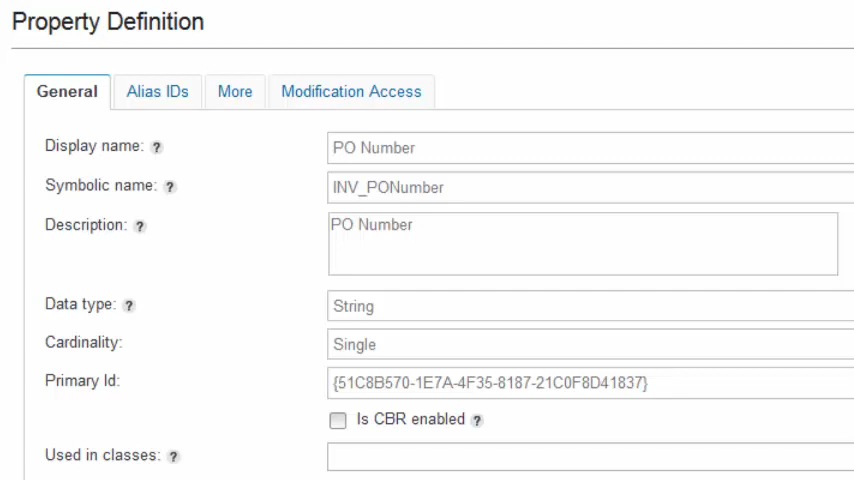 Property Definition
General Alias IDs More Modification Access
Display name: ? PO Number
Symbolic name: ? INV_PONumber
Description: ? PO Number
Data type: ? String
Cardinality: Single
Primary Id: {51C8B570-1E7A-4F35-8187-21C0F8D41837}
Is CBR enabled ?
Used in classes: ?